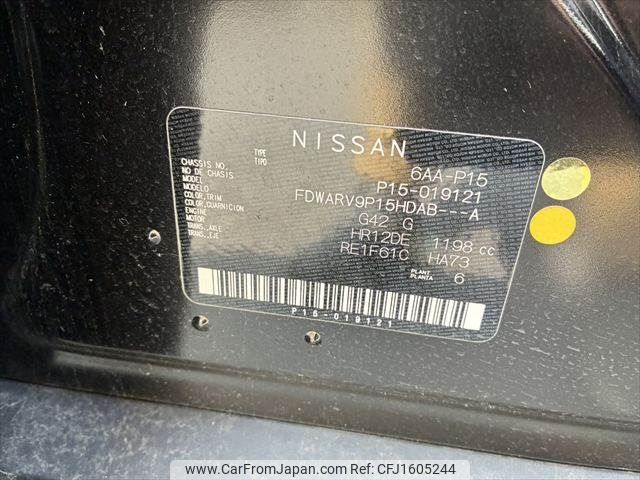 NISSAN
TYPE
TIPO
6AA-P15
CHASSIS NO.
NO DE CHASIS
P15-019121
MODEL
MODELO
FDWARV9P15HDAB---A
COLOR,TRIM
COLOR,GUARNICION
G42 G
ENGINE
MOTOR
HR12DE 1198 cc
TRANS.,AXLE
TRANS.,EJE
RE1F61C HA73
PLANT
PLANTA
6
P15-019121
www.CarFromJapan.com - CFJ1605244